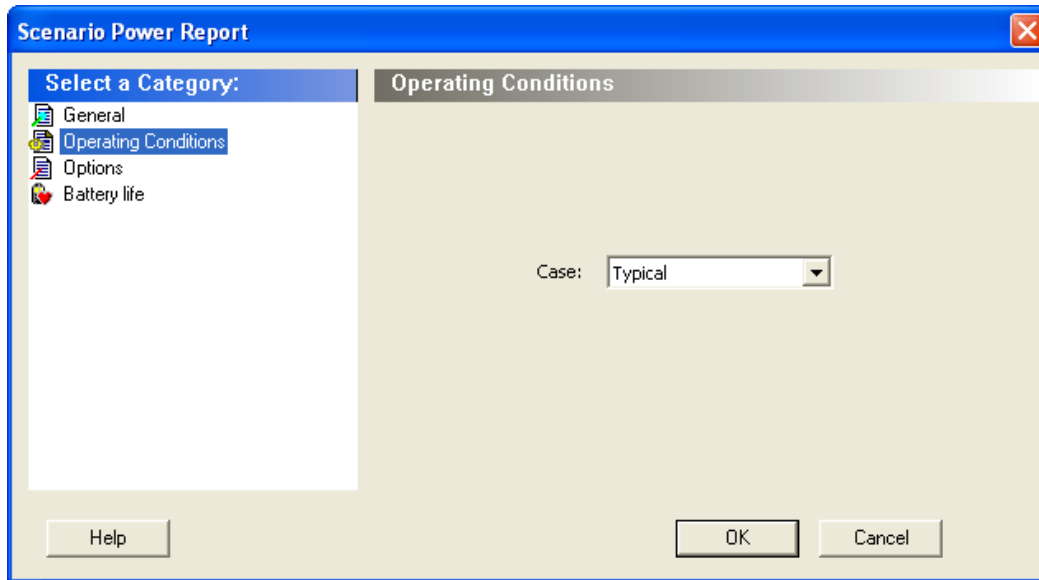 Scenario Power Report
Select a Category:
General
Operating Conditions
Options
Battery life
Operating Conditions
Case: Typical
Help
OK
Cancel